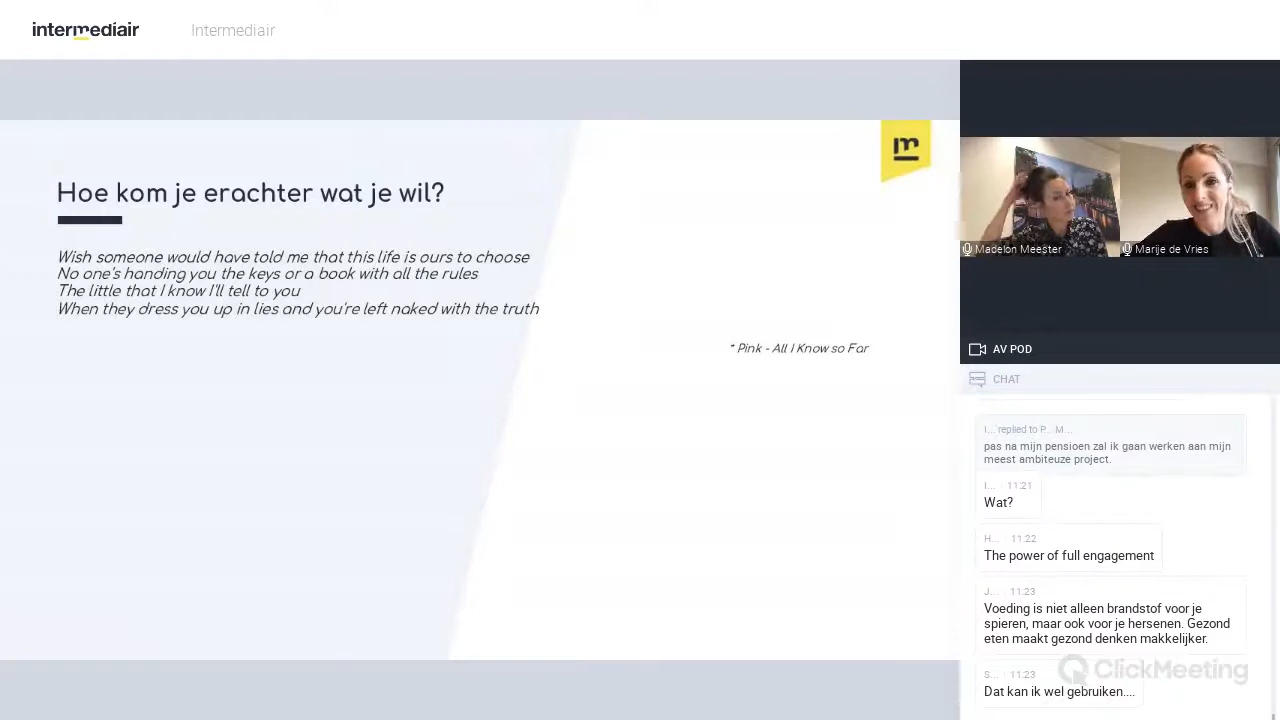 intermediair
Intermediair
m
Hoe kom je erachter wat je wil?
Wish someone would have told me that this life is ours to choose
No one's handing you the keys or a book with all the rules
The little that I know I'll tell to you
When they dress you up in lies and you're left naked with the truth
* Pink - All I Know so Far
Madelon Meester
Marije de Vries
AV POD
CHAT
I... replied to P... M...
pas na mijn pensioen zal ik gaan werken aan mijn
meest ambiteuze project.
I... 11:21
Wat?
H... 11:22
The power of full engagement
J... 11:23
Voeding is niet alleen brandstof voor je
spieren, maar ook voor je hersenen. Gezond
eten maakt gezond denken makkelijker.
ClickMeeting
S... 11:23
Dat kan ik wel gebruiken....